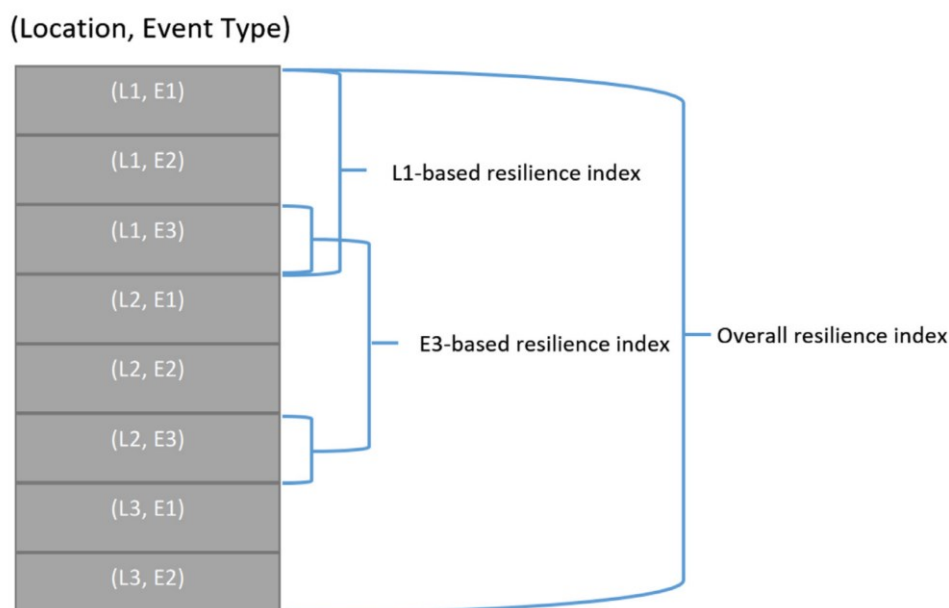 (Location, Event Type)
(L1, E1)
(L1, E2)
L1-based resilience index
(L1, E3)
(L2, E1)
Overall resilience index
E3-based resilience index
(L2, E2)
(L2, E3)
(L3, E1)
(L3, E2)